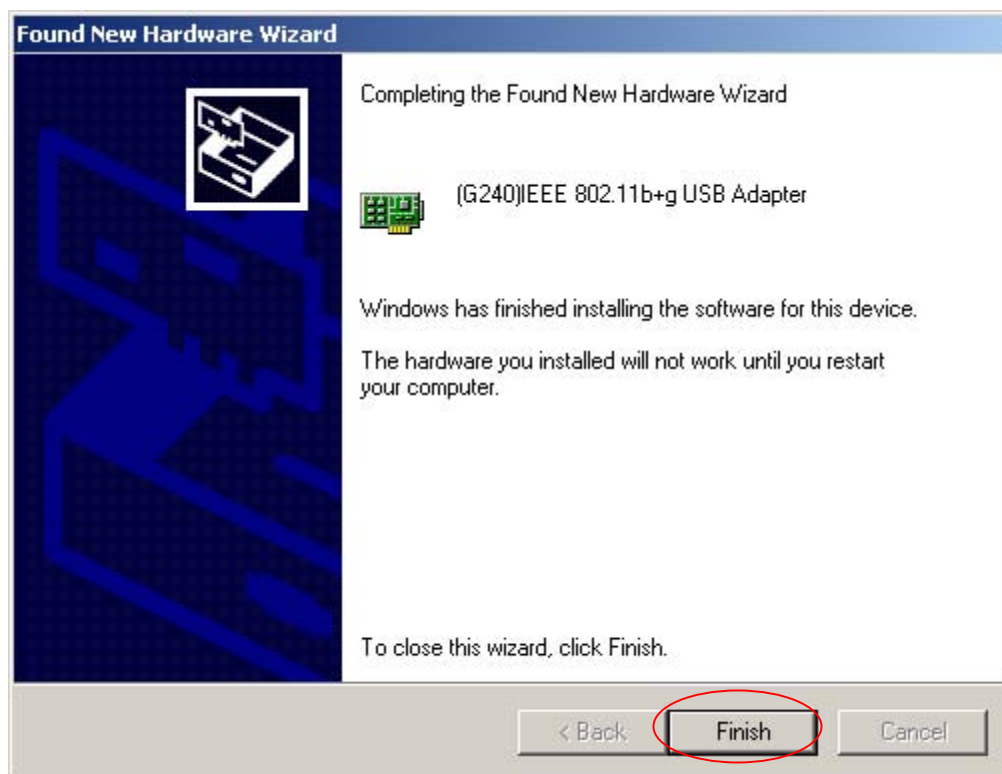 Found New Hardware Wizard
Completing the Found New Hardware Wizard
(G240)IEEE 802.11b+g USB Adapter
Windows has finished installing the software for this device.
The hardware you installed will not work until you restart
your computer.
To close this wizard, click Finish.
< Back
Finish
Cancel